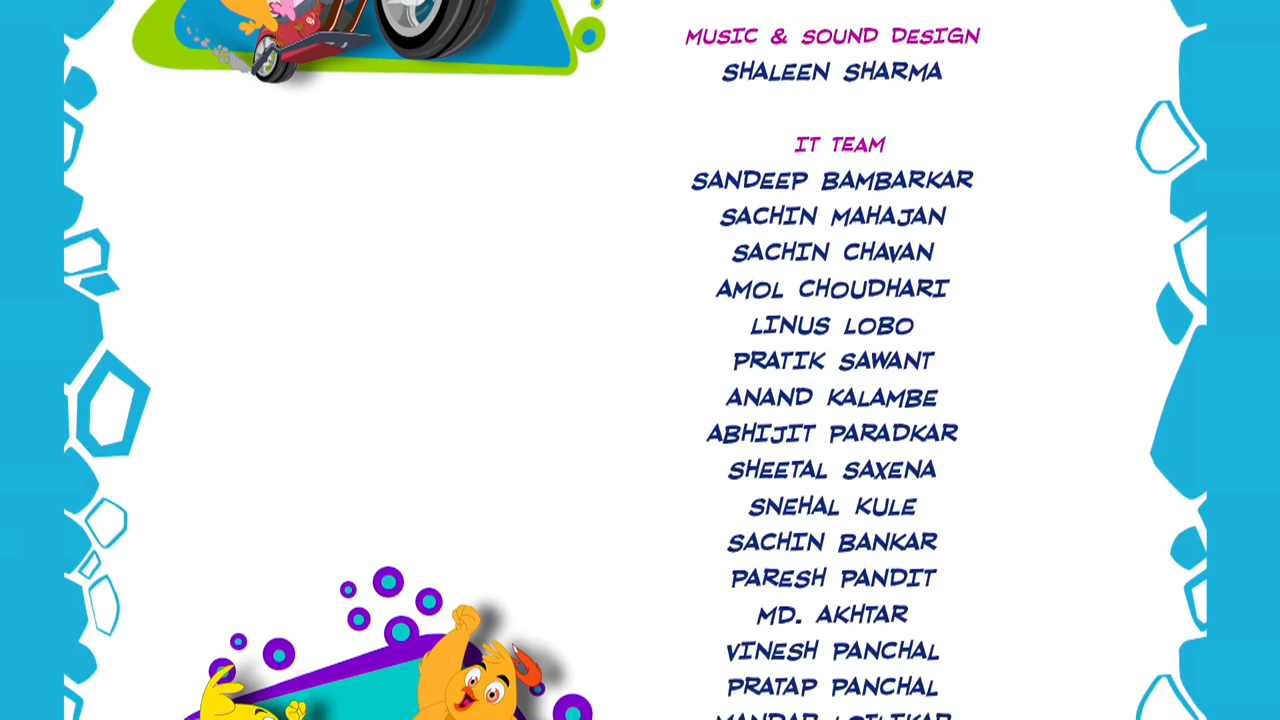 MUSIC & SOUND DESIGN
SHALEEN SHARMA
IT TEAM
SANDEEP BAMBARKAR
SACHIN MAHAJAN
SACHIN CHAVAN
AMOL CHOUDHARI
LINUS LOBO
PRATIK SAWANT
ANAND KALAMBE
ABHIJIT PARADKAR
SHEETAL SAXENA
SNEHAL KULE
SACHIN BANKAR
PARESH PANDIT
MD. AKHTAR
VINESH PANCHAL
PRATAP PANCHAL